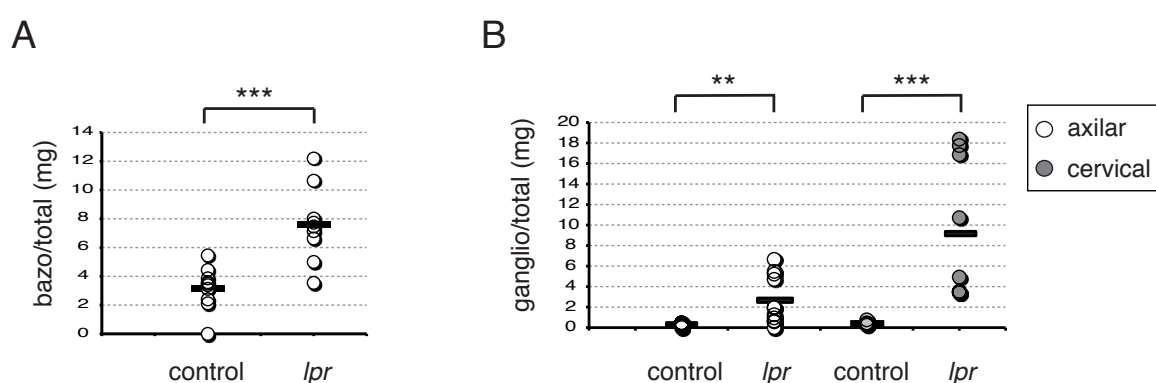 A
***
bazo/total (mg)
14
12
10
8
6
4
2
0
control
lpr
B
**
***
ganglio/total (mg)
20
18
16
14
12
10
8
6
4
2
0
control
lpr
control
lpr
axilar
cervical